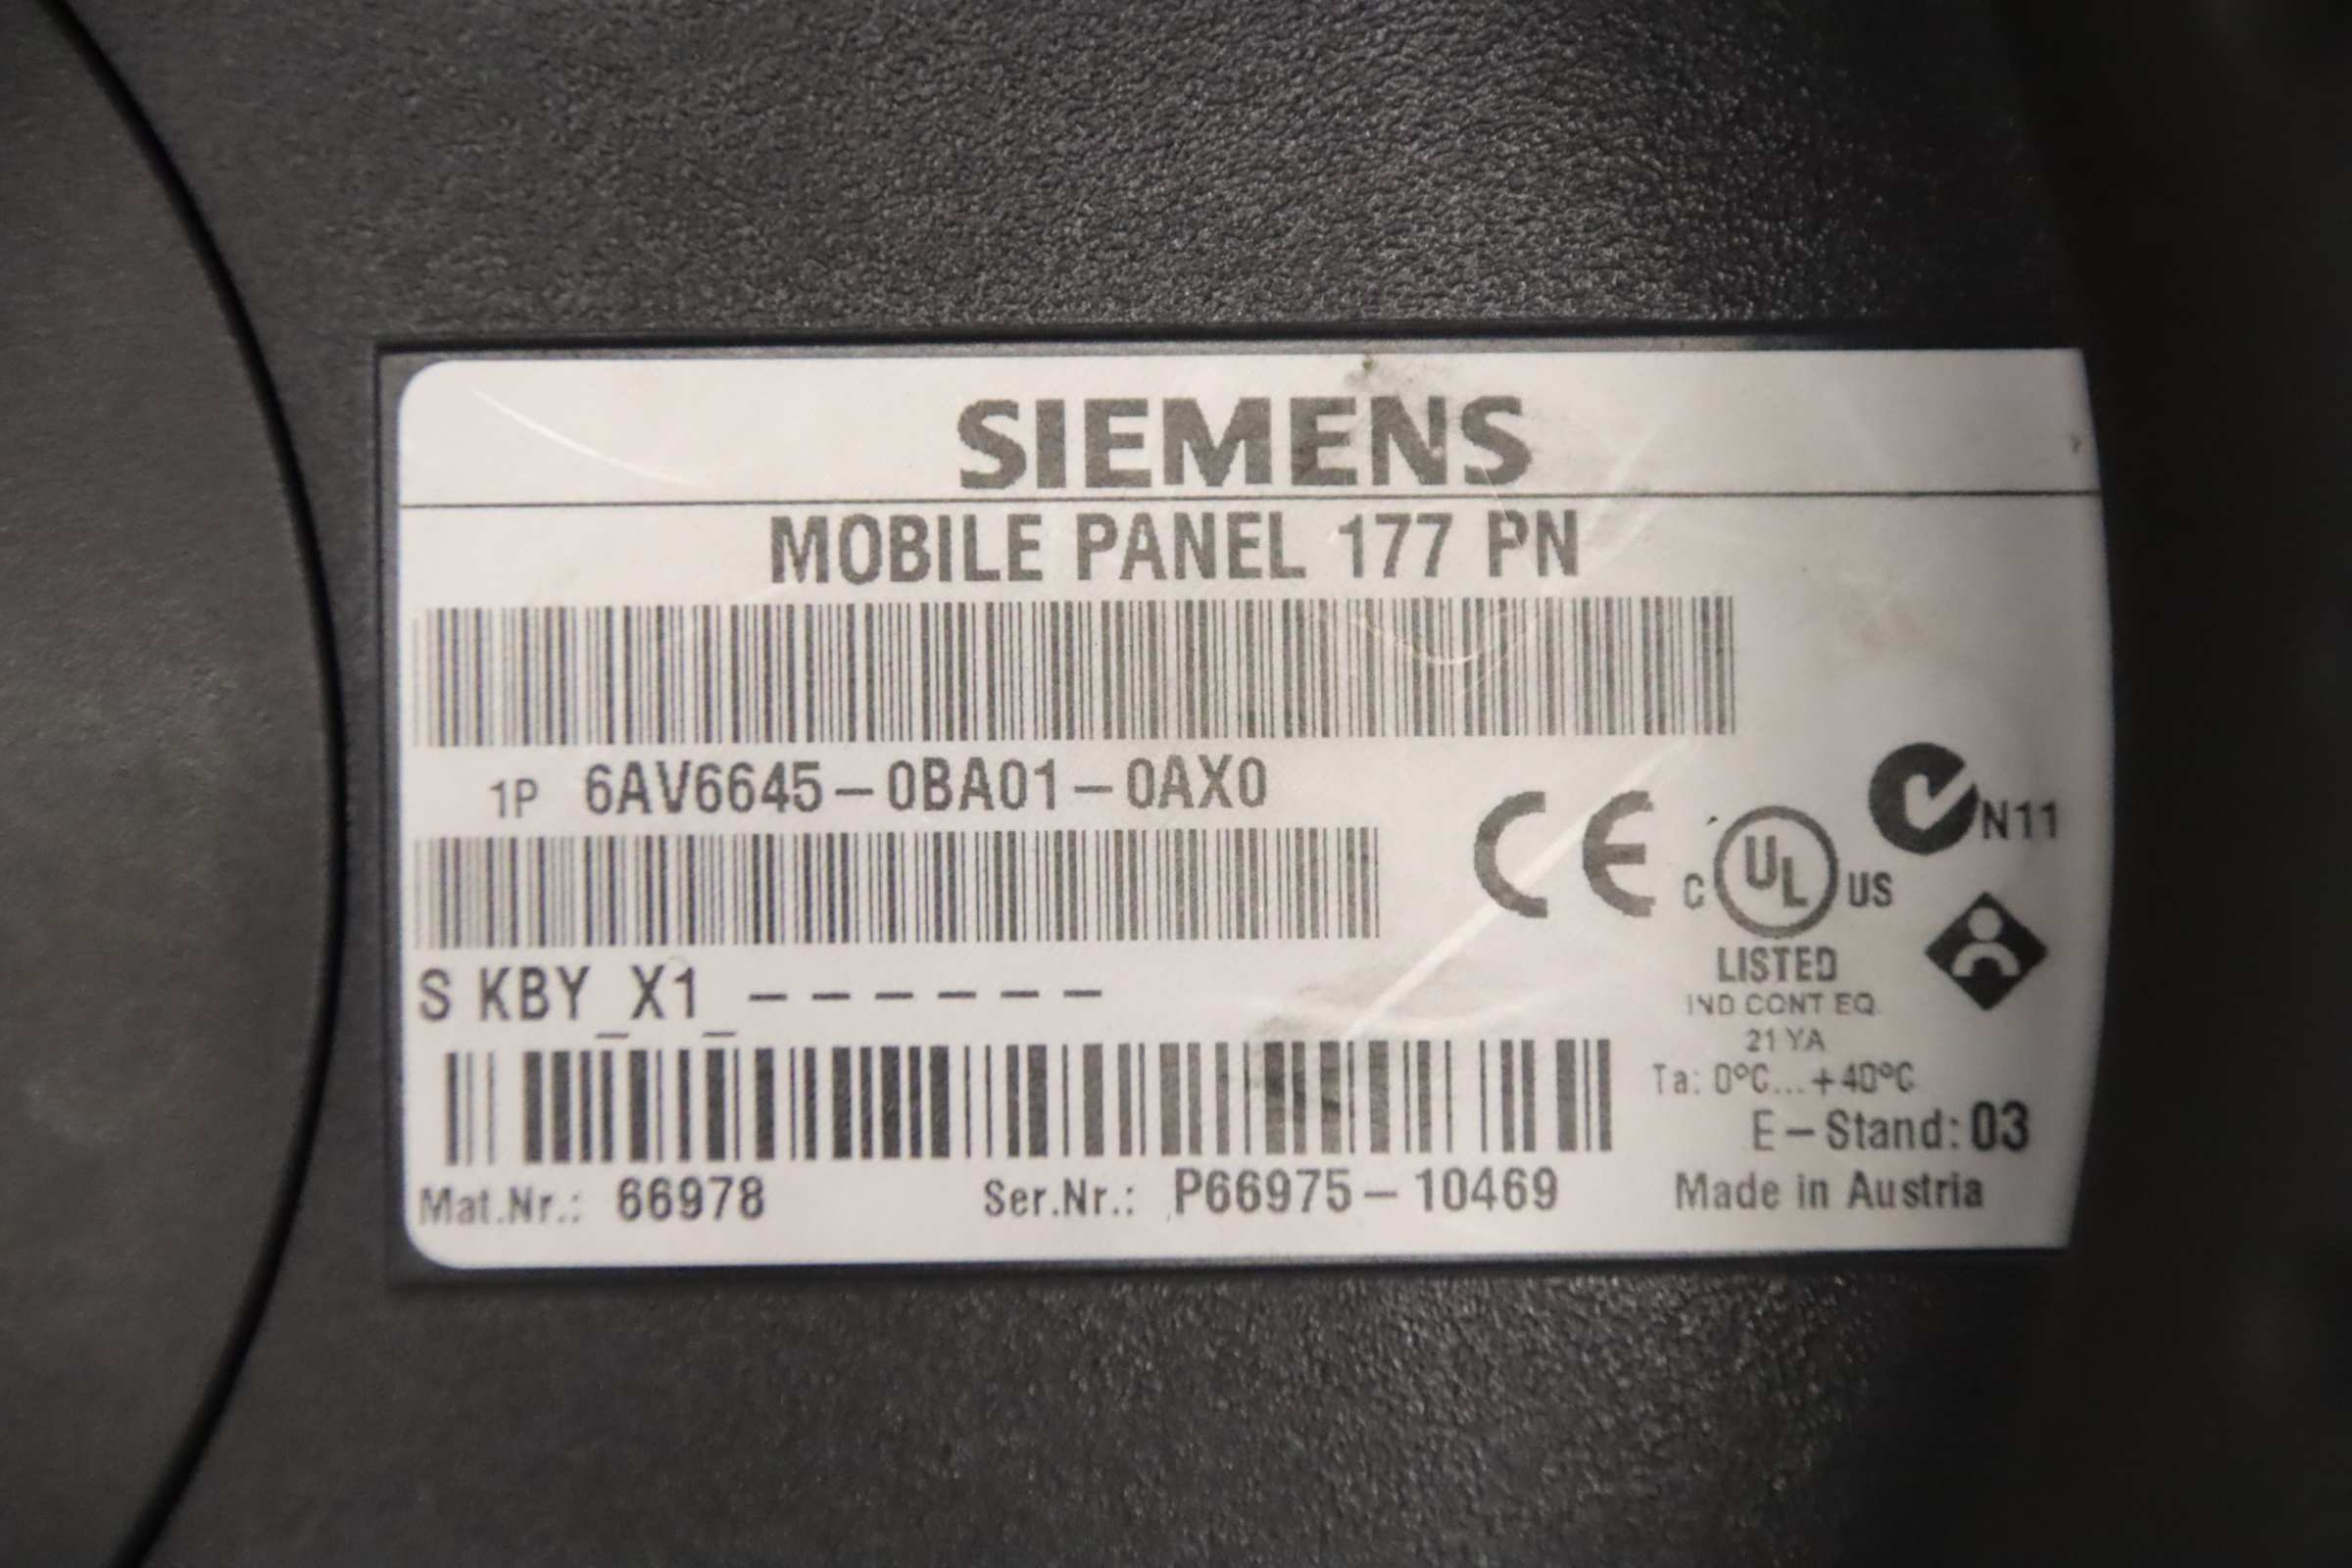 SIEMENS
MOBILE PANEL 177 PN
1P 6AV6645-0BA01-0AX0
CE
N11
C UL US
LISTED
IND CONT EQ
21 YA
S KBY_X1_------
Ta: 0°C...+40°C
E-Stand: 03
Mat.Nr.: 66978 Ser.Nr.: P66975-10469 Made in Austria